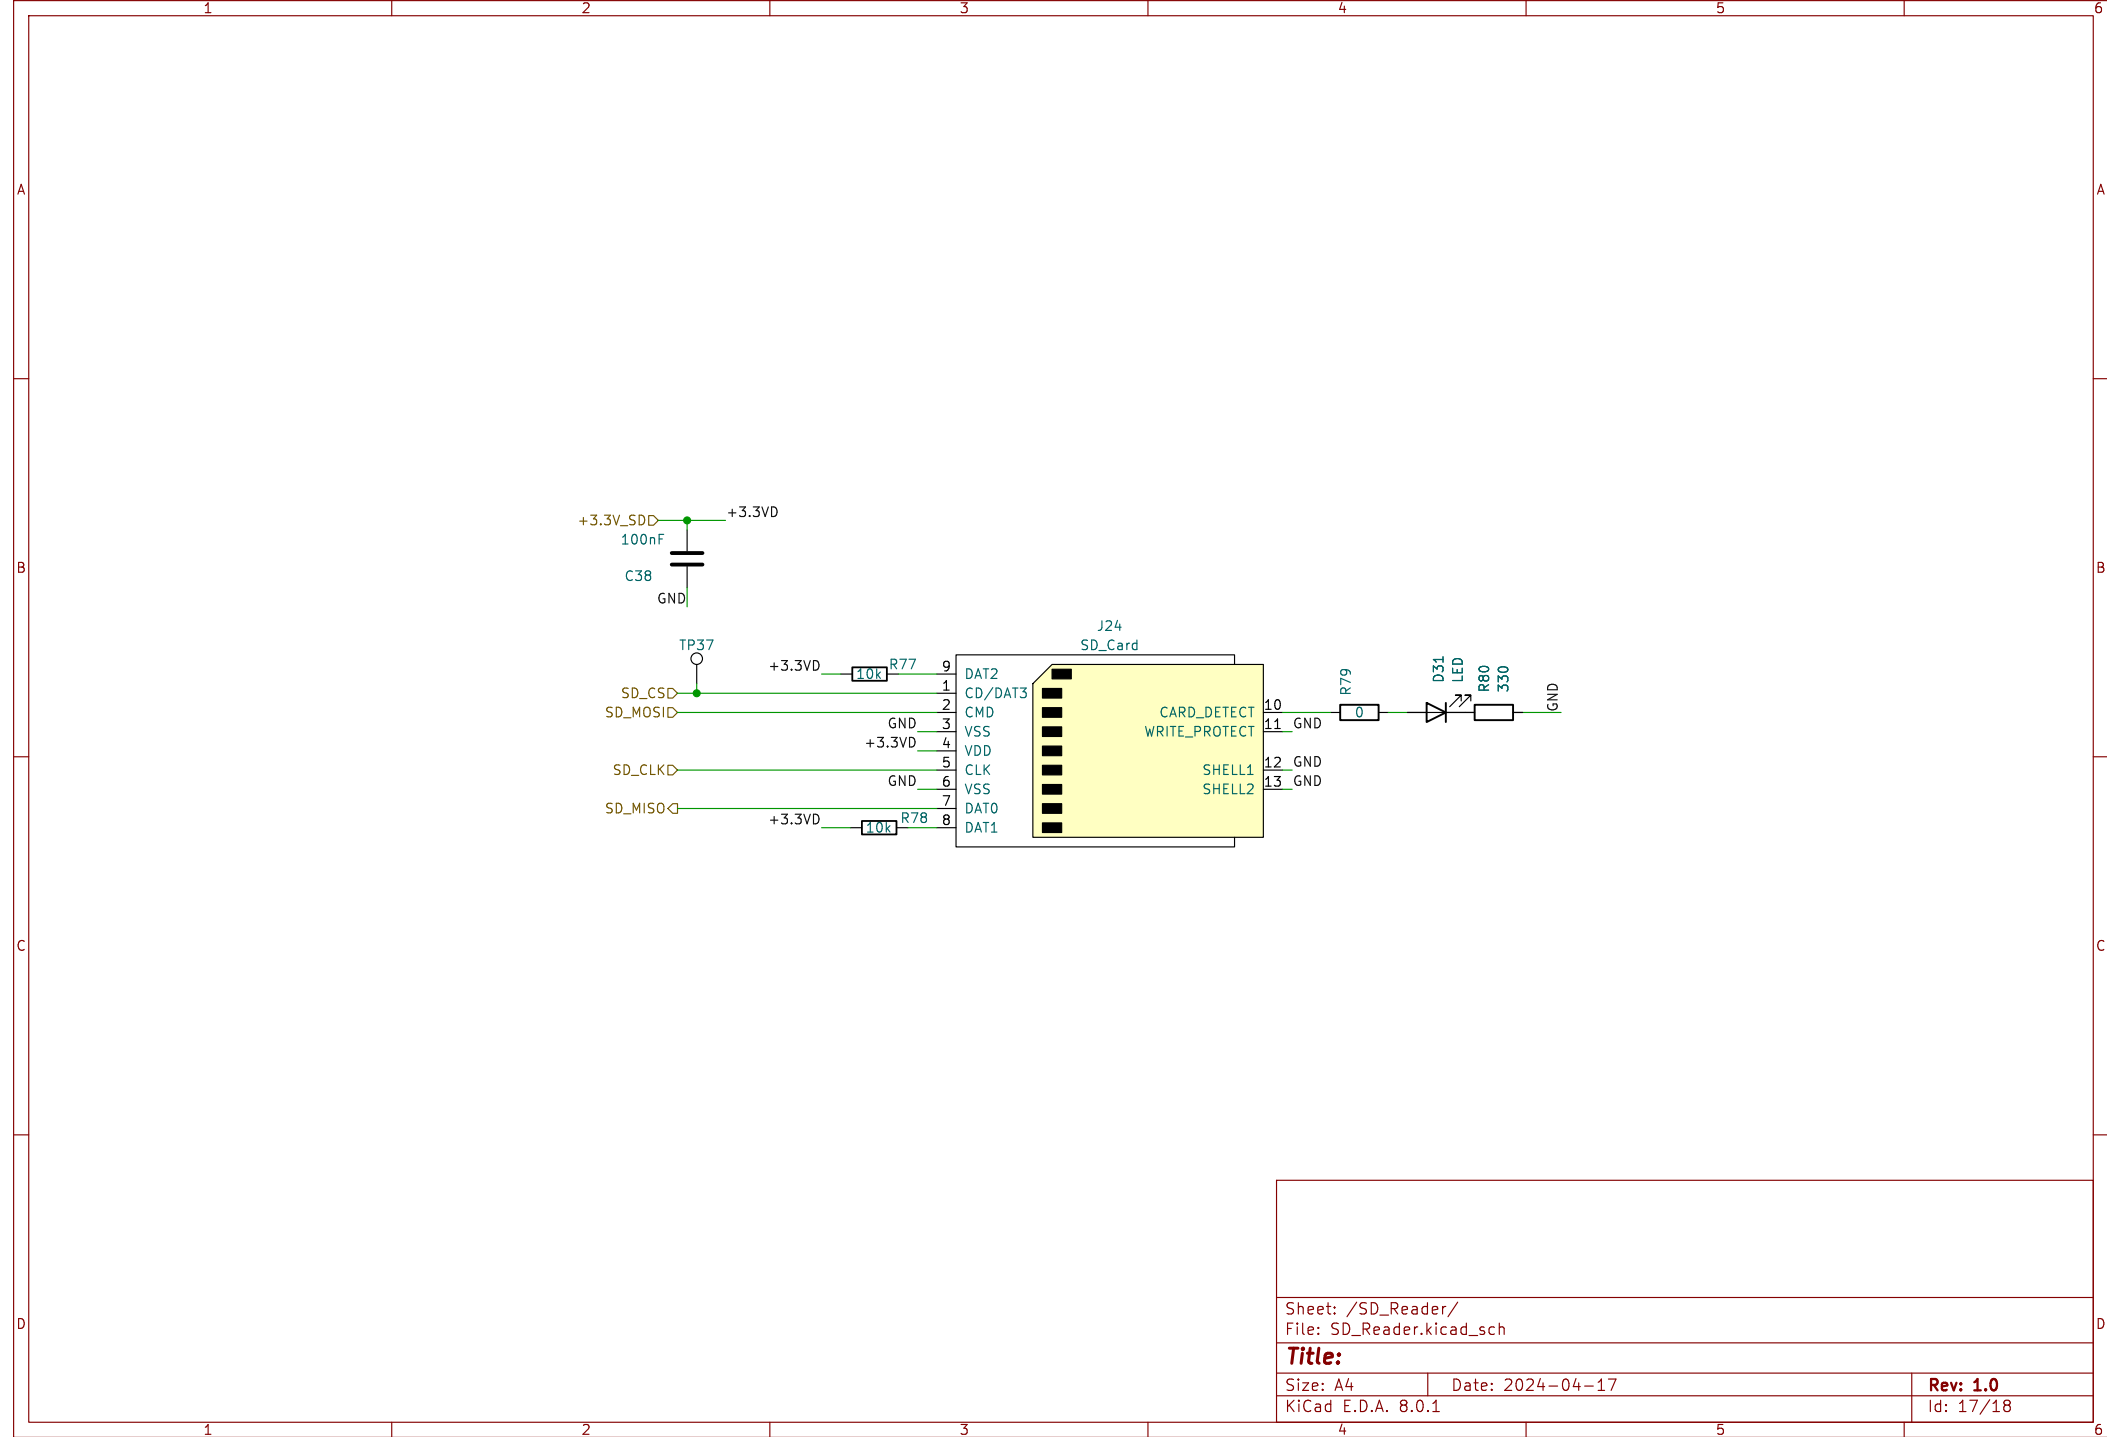 1 2 3 4 5 6
A A
+3.3V_SD +3.3VD
100nF
B B
C38
GND
J24
TP37 SD_Card
+3.3VD 10k R77 9 DAT2
SD_CS 1 CD/DAT3
SD_MOSI 2 CMD CARD_DETECT 10 R79 0 D31 LED R80 330 GND
GND 3 VSS WRITE_PROTECT 11 GND
+3.3VD 4 VDD
SD_CLK 5 CLK SHELL1 12 GND
GND 6 VSS SHELL2 13 GND
SD_MISO 7 DAT0
+3.3VD 10k R78 8 DAT1
C C
D D
Sheet: /SD_Reader/
File: SD_Reader.kicad_sch
Title:
Size: A4 Date: 2024-04-17 Rev: 1.0
KiCad E.D.A. 8.0.1 Id: 17/18
1 2 3 4 5 6